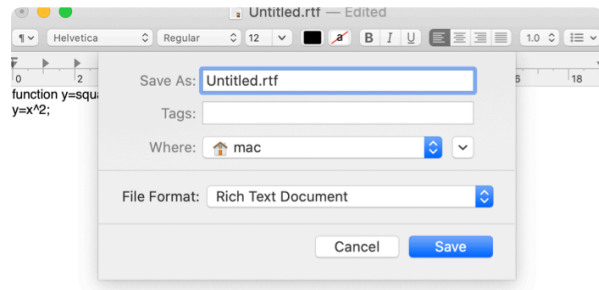 Untitled.rtf — Edited
¶ Helvetica Regular 12 a B I U 1.0
0 2 6 18
function y=squa
y=x^2;
Save As: Untitled.rtf
Tags:
Where: mac
File Format: Rich Text Document
Cancel Save